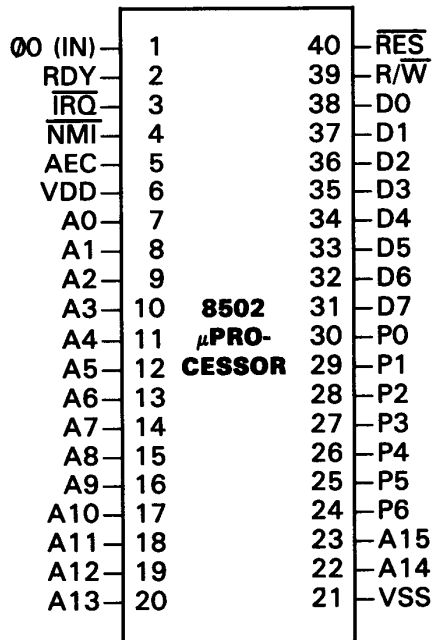 Ø0 (IN) 1 40 R̅E̅S̅
RDY 2 39 R/W̅
I̅R̅Q̅ 3 38 D0
N̅M̅I̅ 4 37 D1
AEC 5 36 D2
VDD 6 35 D3
A0 7 34 D4
A1 8 33 D5
A2 9 32 D6
A3 10 8502 31 D7
A4 11 μPRO- 30 P0
A5 12 CESSOR 29 P1
A6 13 28 P2
A7 14 27 P3
A8 15 26 P4
A9 16 25 P5
A10 17 24 P6
A11 18 23 A15
A12 19 22 A14
A13 20 21 VSS